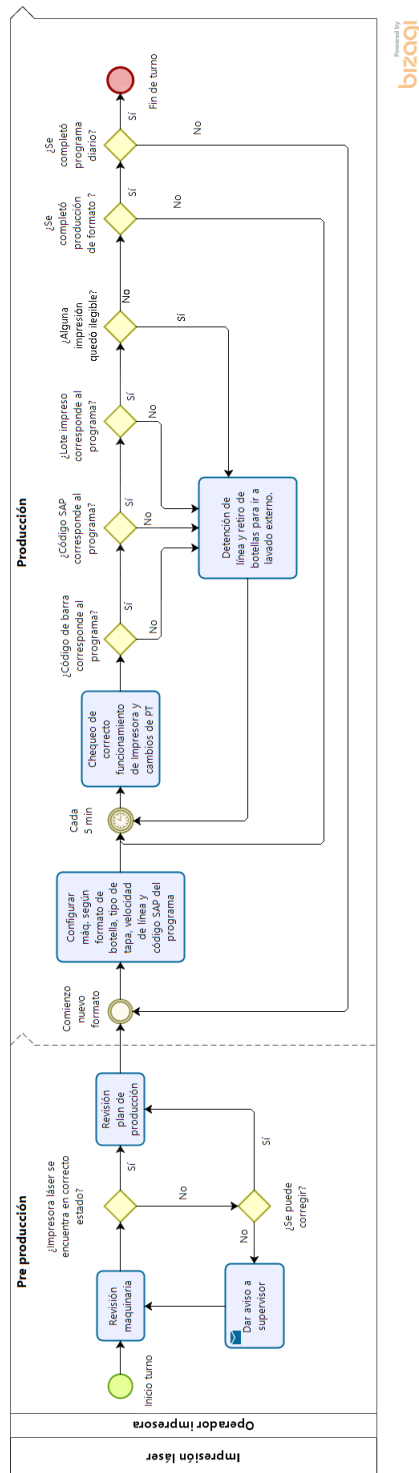 Impresión láser
Operador impresora
Pre producción
Inicio turno
Revisión
maquinaria
¿Impresora láser se
encuentra en correcto
estado?
Sí
No
¿Se puede
corregir?
No
Sí
Dar aviso a
supervisor
Revisión
plan de
producción
Producción
Comienzo
nuevo
formato
Configurar
máq. según
formato de
botella, tipo de
tapa, velocidad
de línea y
código SAP del
programa
Cada
5 min
Chequeo de
correcto
funcionamiento
de Impresora y
cambios de PT
¿Código de barra
corresponde al
programa?
Sí
No
¿Código SAP
corresponde al
programa?
Sí
No
¿Lote impreso
corresponde al
programa?
Sí
No
¿Alguna
impresión
quedó ilegible?
No
Sí
Detención de
línea y retiro de
botellas para ir a
lavado externo.
¿Se
completó
producción
de formato ?
Sí
No
¿Se
completó
programa
diario?
Sí
No
Fin de turno
Powered by
bizagi